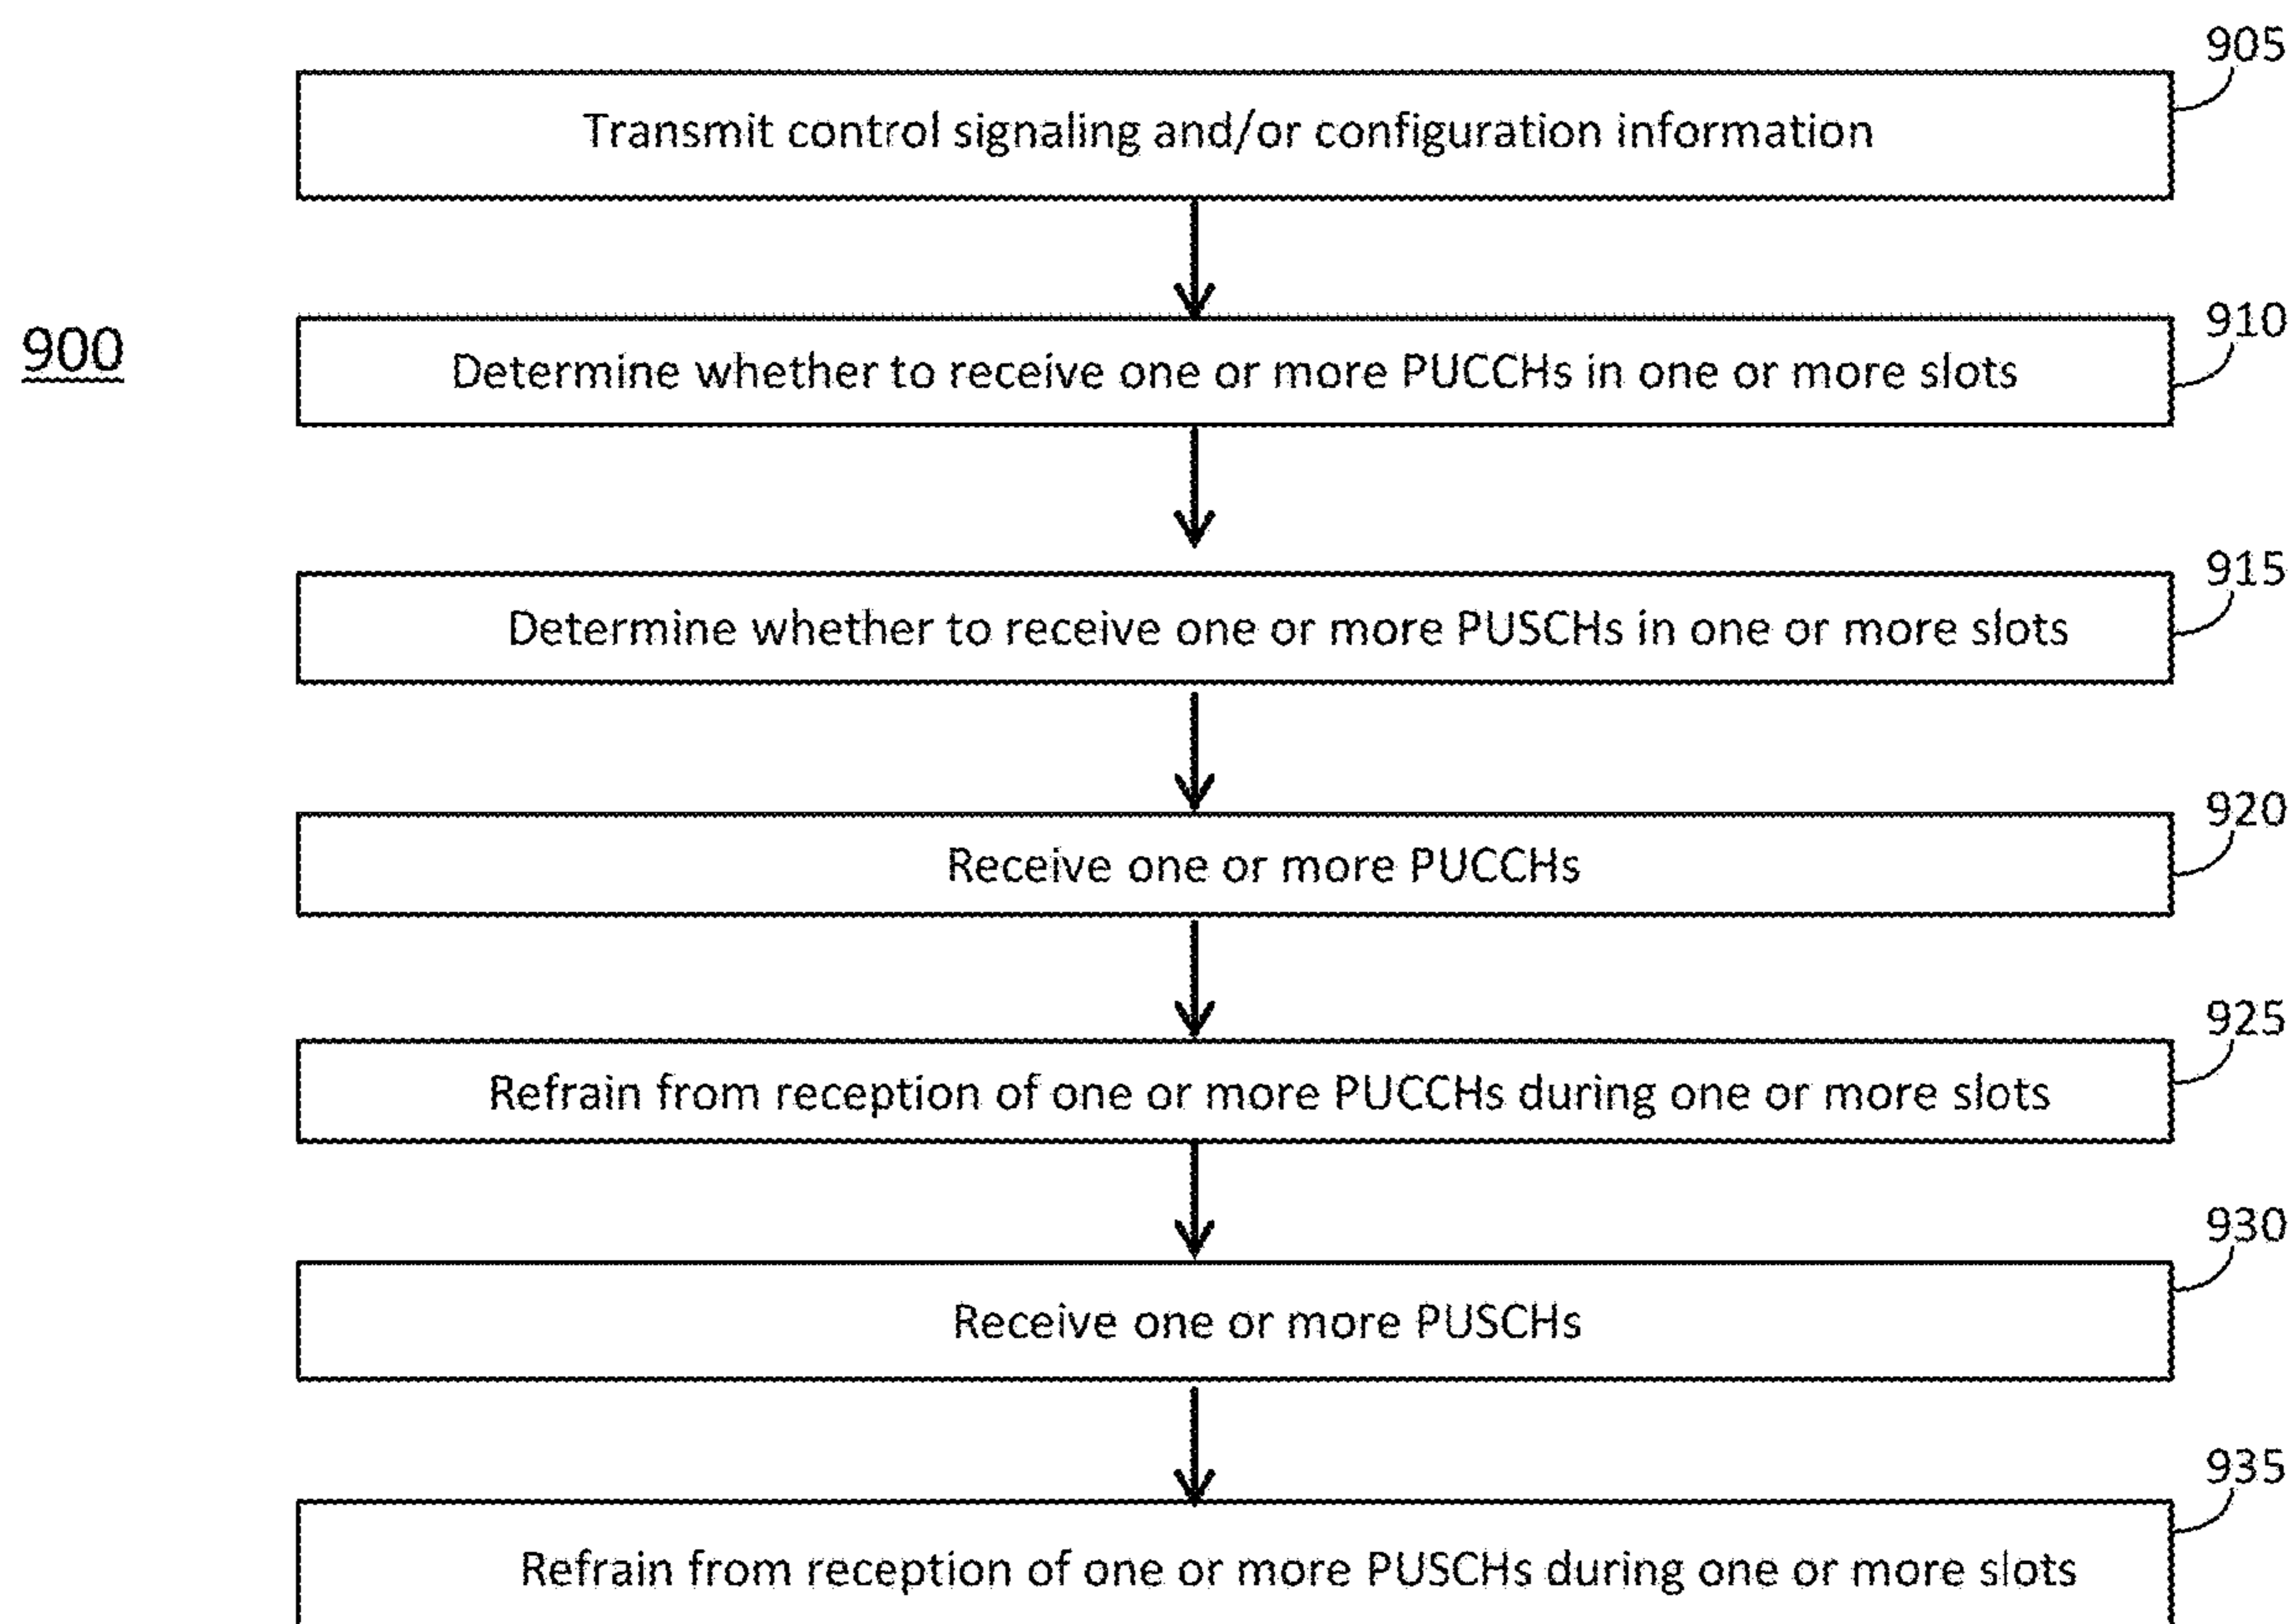 905
Transmit control signaling and/or configuration information
910
900
Determine whether to receive one or more PUCCHs in one or more slots
915
Determine whether to receive one or more PUSCHs in one or more slots
920
Receive one or more PUCCHs
925
Refrain from reception of one or more PUCCHs during one or more slots
930
Receive one or more PUSCHs
935
Refrain from reception of one or more PUSCHs during one or more slots